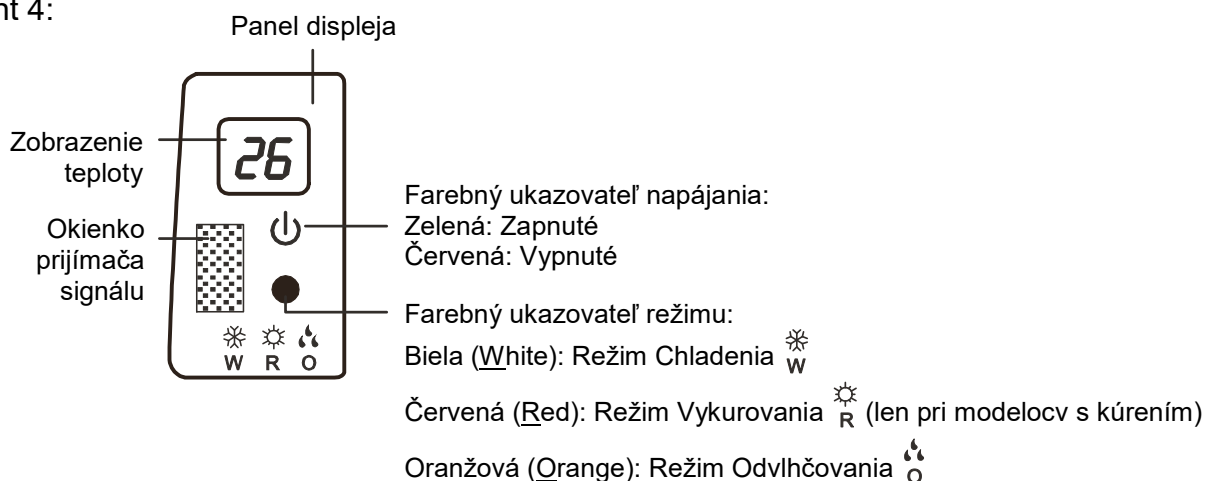 nt 4:
Panel displeja
Zobrazenie
teploty
26
Okienko
prijímača
signálu
W R O
Farebný ukazovateľ napájania:
Zelená: Zapnuté
Červená: Vypnuté
Farebný ukazovateľ režimu:
Biela (White): Režim Chladenia W
Červená (Red): Režim Vykurovania R (len pri modelocv s kúrením)
Oranžová (Orange): Režim Odvlhčovania O